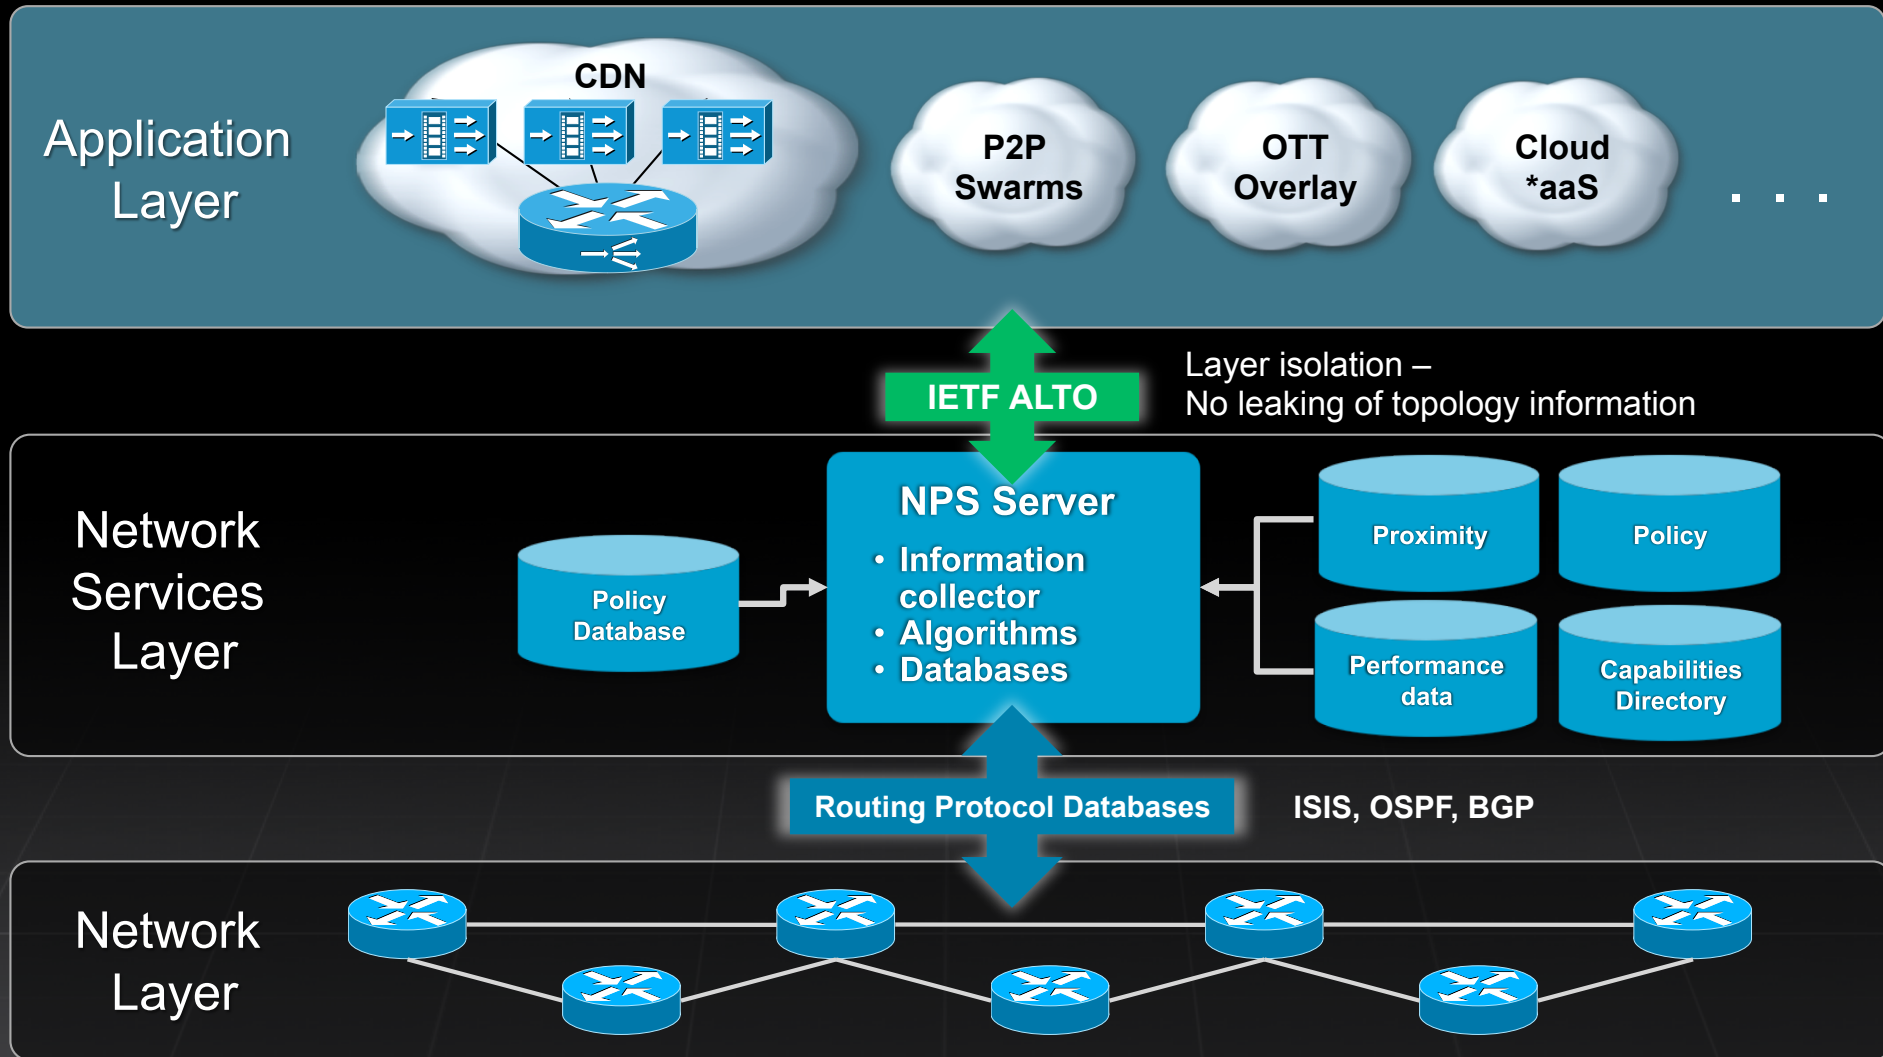 Application
Layer
CDN
P2P
Swarms
OTT
Overlay
Cloud
*aaS
. . .
IETF ALTO
Layer isolation –
No leaking of topology information
Network
Services
Layer
Policy
Database
NPS Server
• Information
collector
• Algorithms
• Databases
Proximity
Policy
Performance
data
Capabilities
Directory
Routing Protocol Databases
ISIS, OSPF, BGP
Network
Layer